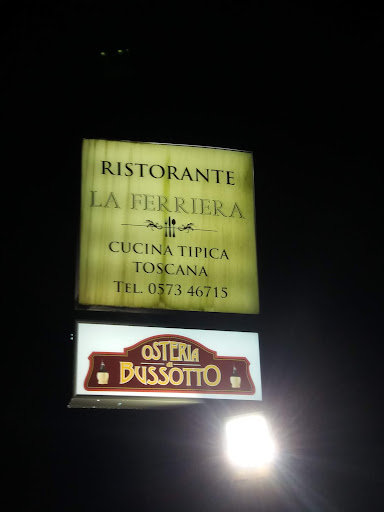 RISTORANTE
LA FERRIERA
CUCINA TIPICA
TOSCANA
TEL. 0573 46715
OSTERIA
BUSSOTTO